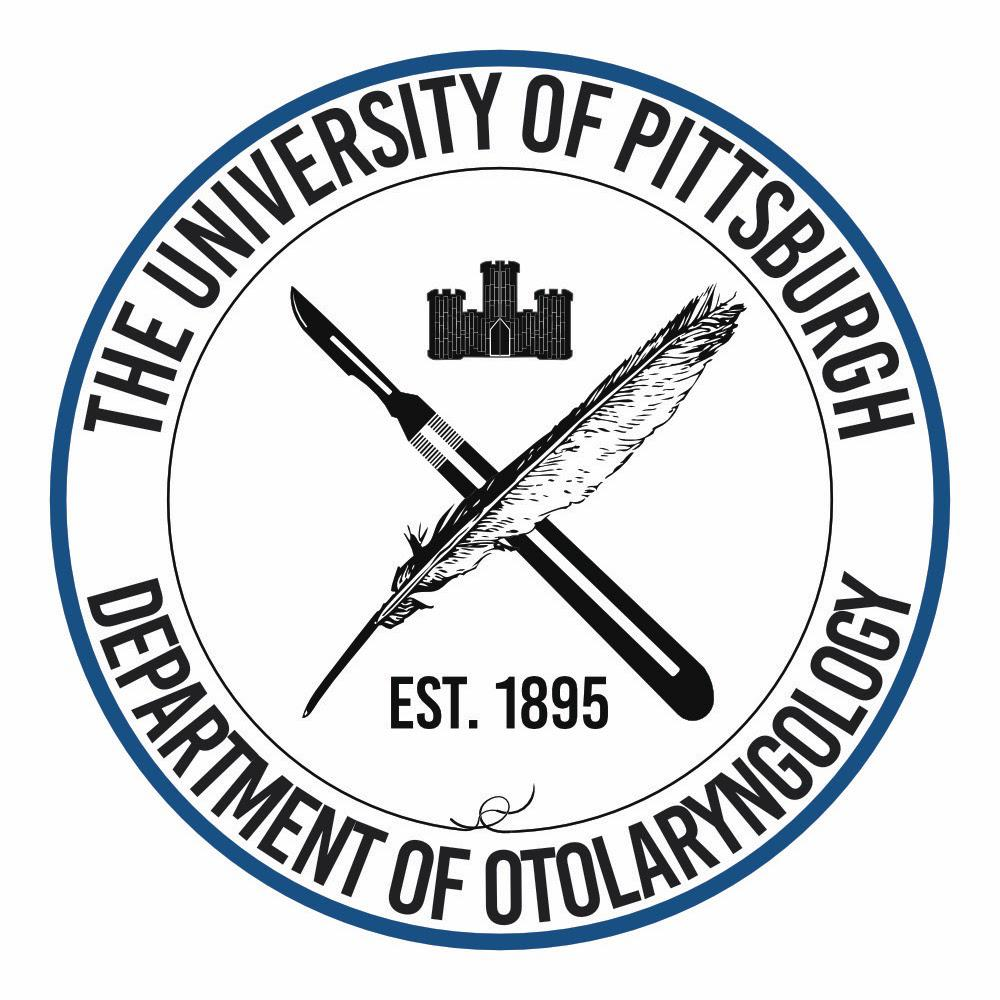 THE UNIVERSITY OF PITTSBURGH
EST. 1895
DEPARTMENT OF OTOLARYNGOLOGY